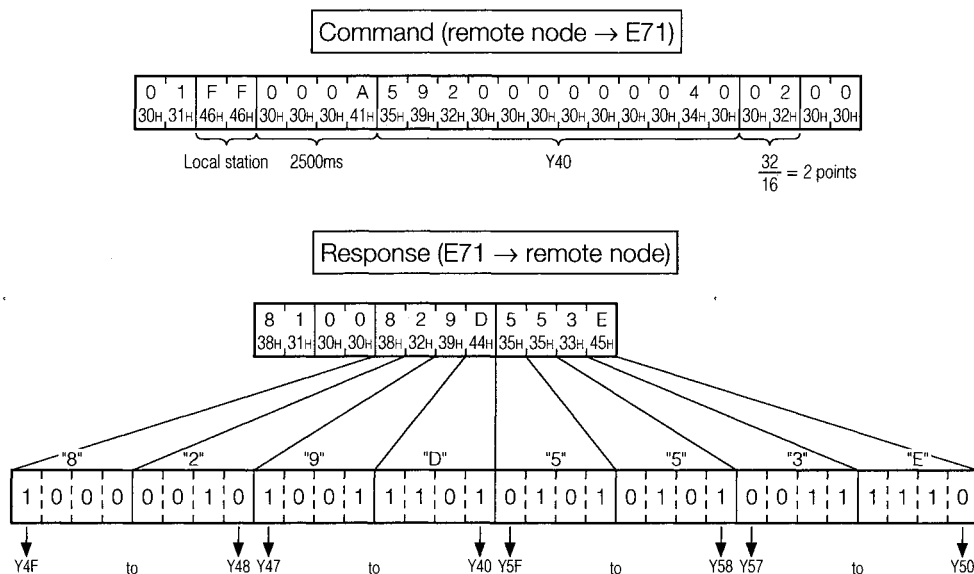 Command (remote node → E71)
0 1 F F 0 0 0 A 5 9 2 0 0 0 0 0 0 0 4 0 0 2 0 0
30H 31H 46H 46H 30H 30H 30H 41H 35H 39H 32H 30H 30H 30H 30H 30H 30H 30H 34H 30H 30H 32H 30H 30H
Local station 2500ms Y40 32/16 = 2 points
Response (E71 → remote node)
8 1 0 0 8 2 9 D 5 5 3 E
38H 31H 30H 30H 38H 32H 39H 44H 35H 35H 33H 45H
"8" "2" "9" "D" "5" "5" "3" "E"
1 0 0 0 0 0 1 0 1 0 0 1 1 1 0 1 0 1 0 1 0 1 0 1 0 0 1 1 1 1 1 0
Y4F to Y48 Y47 to Y40 Y5F to Y58 Y57 to Y50